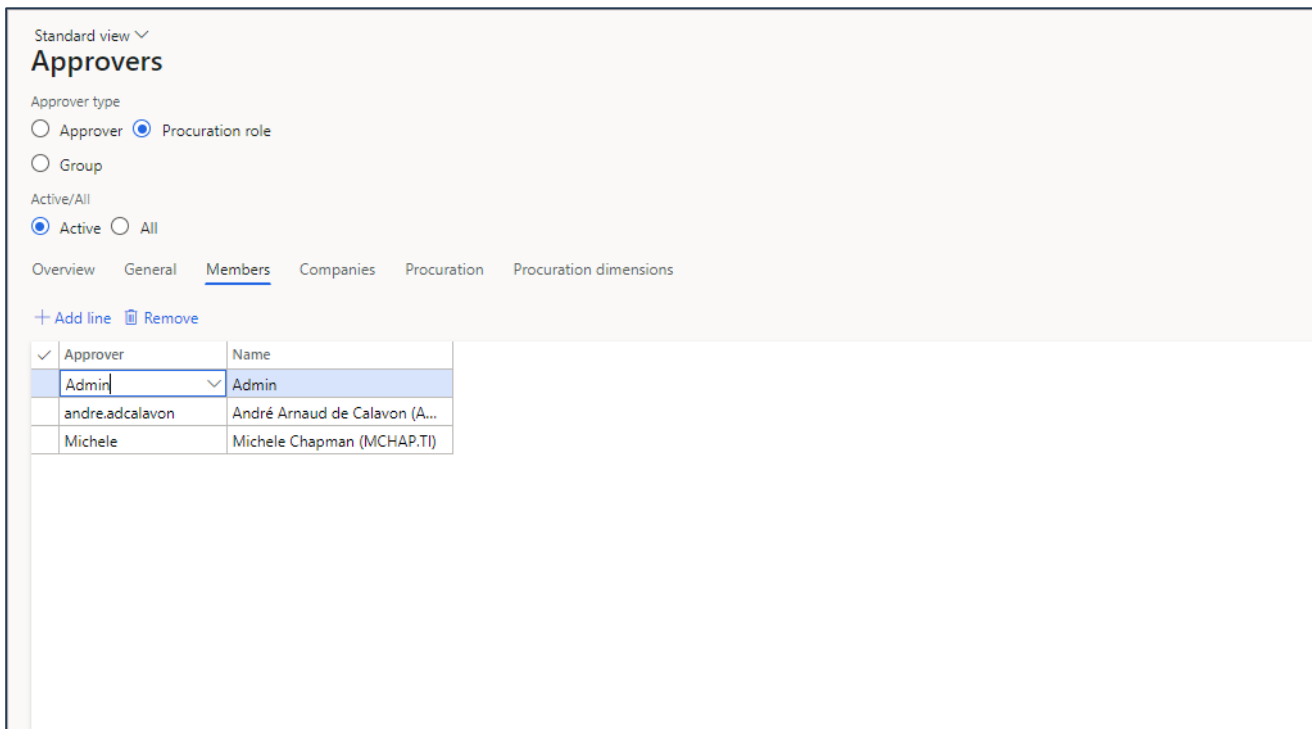 Standard view
Approvers
Approver type
Approver Procuration role
Group
Active/All
Active All
Overview General Members Companies Procuration Procuration dimensions
Add line Remove
Approver Name
Admin Admin
andre.adcalavon André Arnaud de Calavon (A...
Michele Michele Chapman (MCHAP.TI)